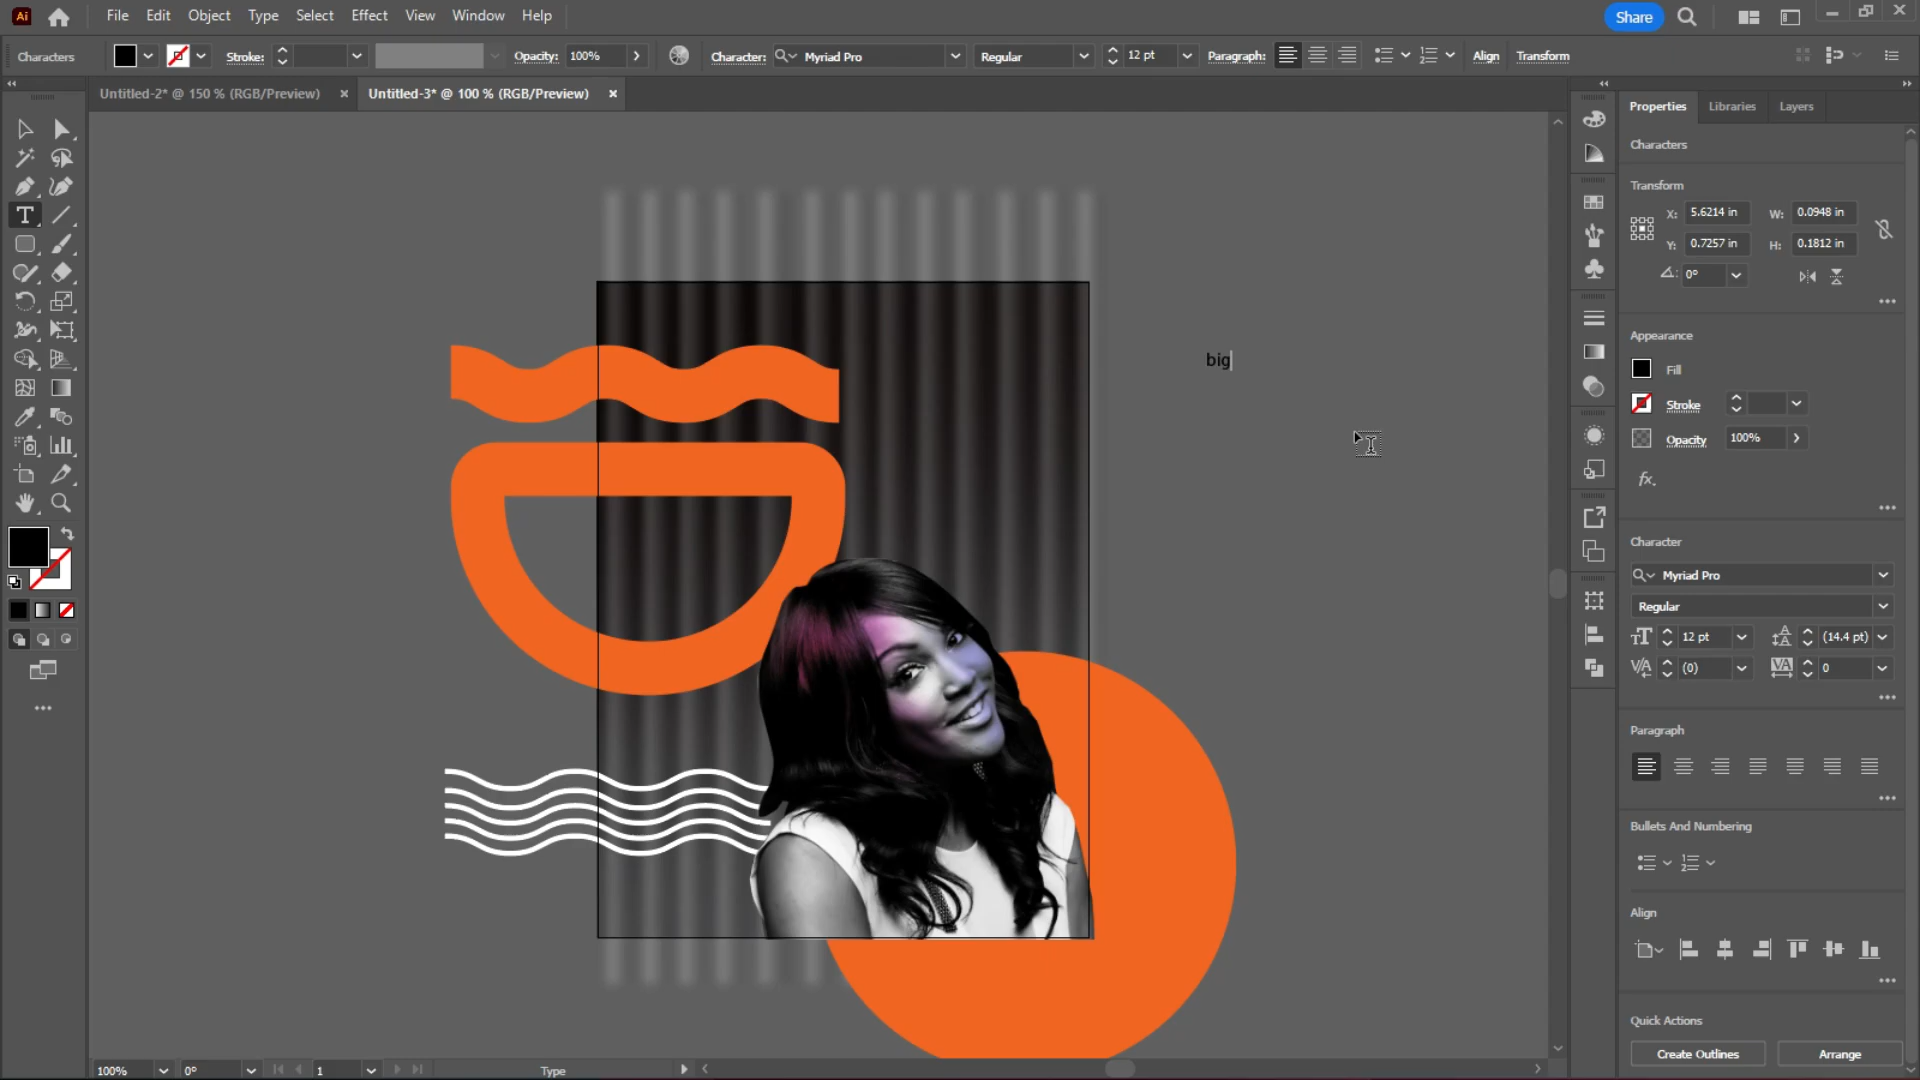 Ai File Edit Object Type Select Effect View Window Help Share
Characters Stroke: Opacity: 100% Character: Myriad Pro Regular 12 pt Paragraph: Align Transform
Untitled-2* @ 150 % (RGB/Preview) × Untitled-3* @ 100 % (RGB/Preview) ×
Properties Libraries Layers
Characters
Transform
X: 5.6214 in W: 0.0948 in
Y: 0.7257 in H: 0.1812 in
0°
Appearance
Fill
Stroke
Opacity 100%
fx.
big
Character
Myriad Pro
Regular
12 pt (14.4 pt)
(0) 0
Paragraph
Bullets And Numbering
Align
Quick Actions
Create Outlines Arrange
100% 0° 1 Type